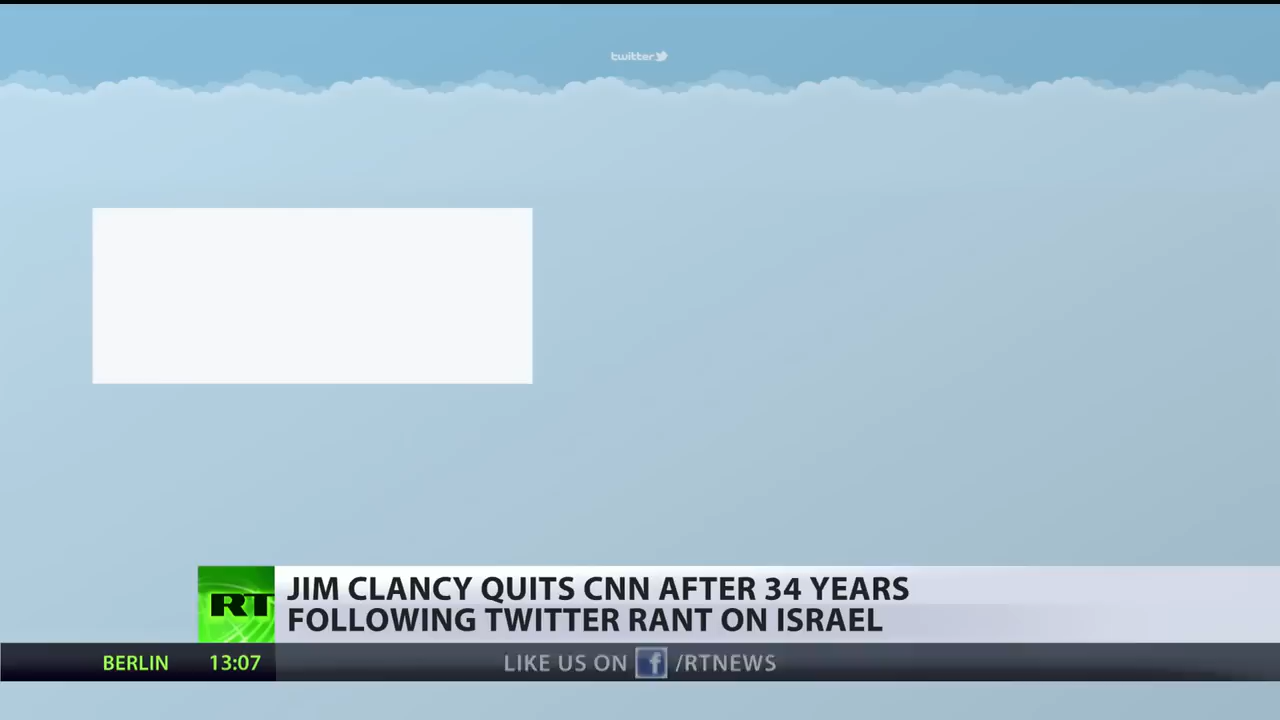 twitter
JIM CLANCY QUITS CNN AFTER 34 YEARS
RT
FOLLOWING TWITTER RANT ON ISRAEL
BERLIN 13:07 LIKE US ON f /RTNEWS